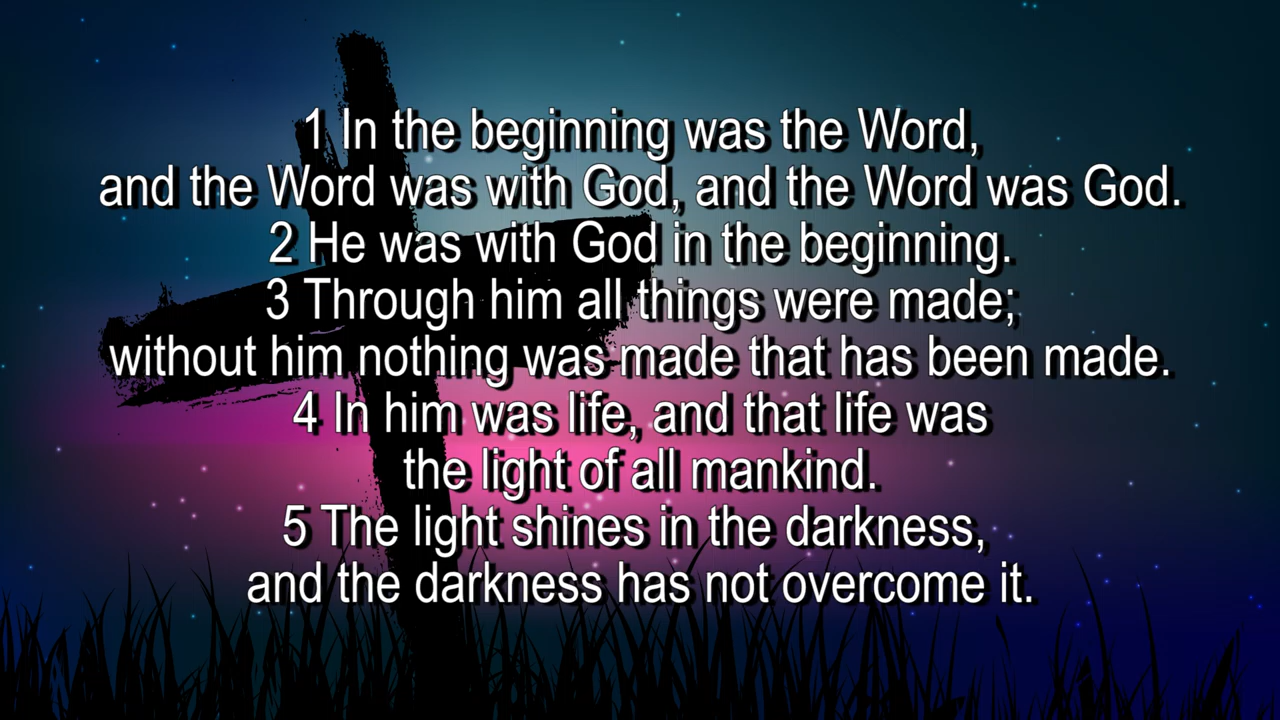 1 In the beginning was the Word,
and the Word was with God, and the Word was God.
2 He was with God in the beginning.
3 Through him all things were made;
without him nothing was made that has been made.
4 In him was life, and that life was
the light of all mankind.
5 The light shines in the darkness,
and the darkness has not overcome it.